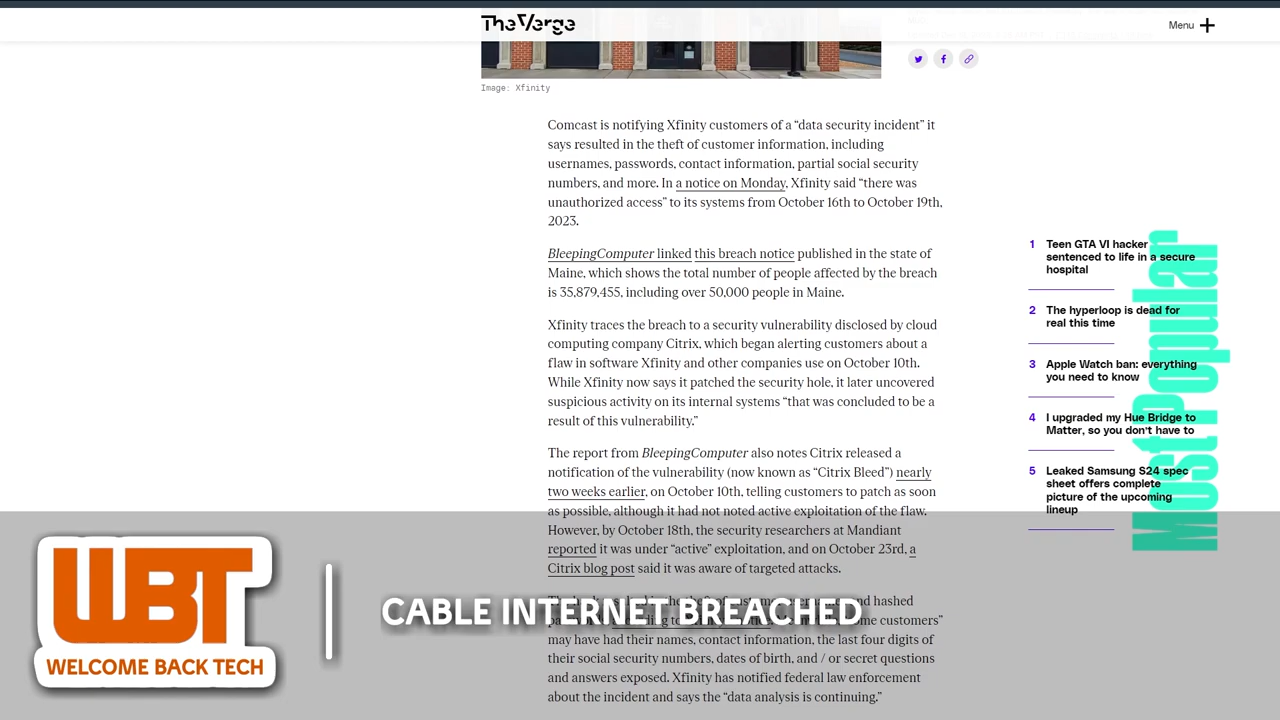 TheVerge
Menu
Image: Xfinity
Comcast is notifying Xfinity customers of a “data security incident” it
says resulted in the theft of customer information, including
usernames, passwords, contact information, partial social security
numbers, and more. In a notice on Monday, Xfinity said “there was
unauthorized access” to its systems from October 16th to October 19th,
2023.
BleepingComputer linked this breach notice published in the state of
Maine, which shows the total number of people affected by the breach
is 35,879,455, including over 50,000 people in Maine.
Xfinity traces the breach to a security vulnerability disclosed by cloud
computing company Citrix, which began alerting customers about a
flaw in software Xfinity and other companies use on October 10th.
While Xfinity now says it patched the security hole, it later uncovered
suspicious activity on its internal systems “that was concluded to be a
result of this vulnerability.”
The report from BleepingComputer also notes Citrix released a
notification of the vulnerability (now known as “Citrix Bleed”) nearly
two weeks earlier, on October 10th, telling customers to patch as soon
as possible, although it had not noted active exploitation of the flaw.
However, by October 18th, the security researchers at Mandiant
reported it was under “active” exploitation, and on October 23rd, a
Citrix blog post said it was aware of targeted attacks.
and hashed
customers”
may have had their names, contact information, the last four digits of
their social security numbers, dates of birth, and / or secret questions
and answers exposed. Xfinity has notified federal law enforcement
about the incident and says the “data analysis is continuing.”
Most Popular
1 Teen GTA VI hacker
sentenced to life in a secure
hospital
2 The hyperloop is dead for
real this time
3 Apple Watch ban: everything
you need to know
4 I upgraded my Hue Bridge to
Matter, so you don’t have to
5 Leaked Samsung S24 spec
sheet offers complete
picture of the upcoming
lineup
WBT
WELCOME BACK TECH
CABLE INTERNET BREACHED